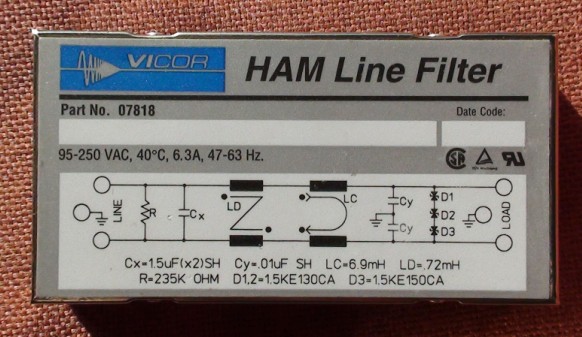 VICOR HAM Line Filter
Part No. 07818 Date Code:
95-250 VAC, 40°C, 6.3A, 47-63 Hz.
LINE R Cx LD LC Cy Cy D1 D2 D3 LOAD
Cx=1.5uF(x2)SH Cy=.01uF SH LC=6.9mH LD=.72mH
R=235K OHM D1,2=1.5KE130CA D3=1.5KE150CA